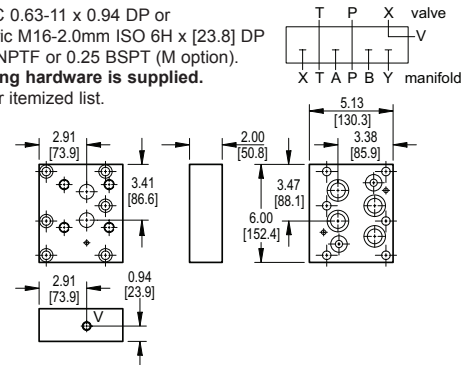 C 0.63-11 x 0.94 DP or
ric M16-2.0mm ISO 6H x [23.8] DP
NPTF or 0.25 BSPT (M option).
ng hardware is supplied.
r itemized list.
T P X valve
V
X T A P B Y manifold
5.13
[130.3]
2.91
[73.9]
2.00
[50.8]
3.38
[85.9]
3.41
[86.6]
3.47
[88.1]
6.00
[152.4]
2.91
[73.9]
0.94
[23.9]
V